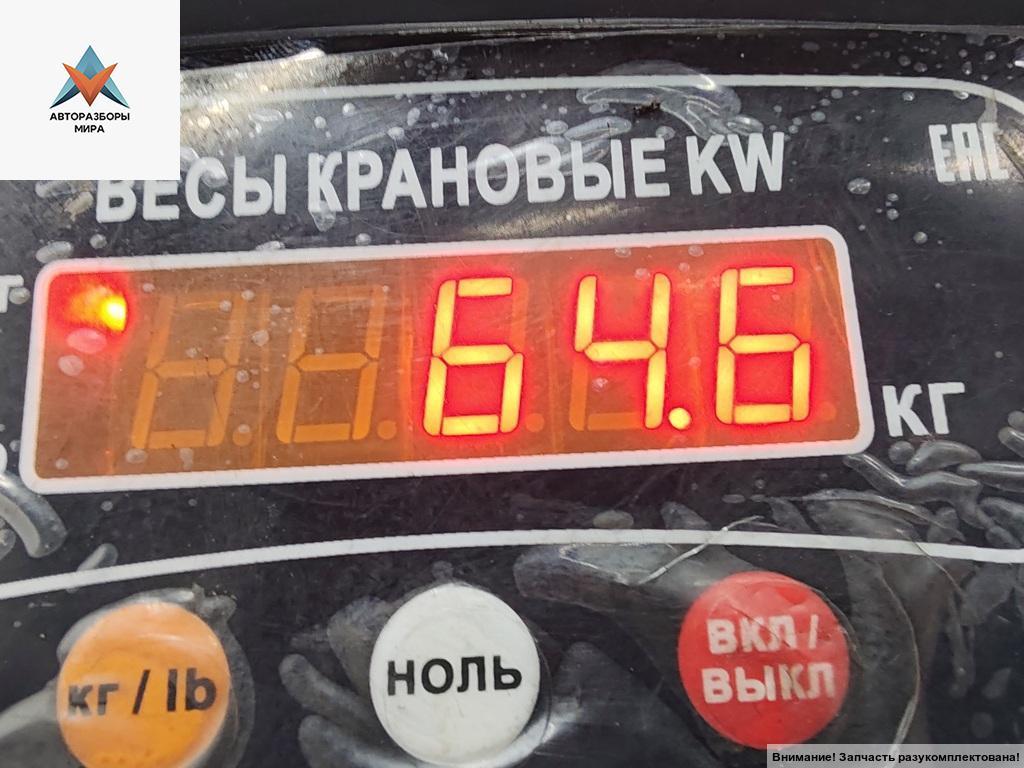 АВТОРАЗБОРЫ
МИРА
ВЕСЫ КРАНОВЫЕ KW
EAC
64.6
КГ
кг / lb
НОЛЬ
ВКЛ /
ВЫКЛ
Внимание! Запчасть разукомплектована!